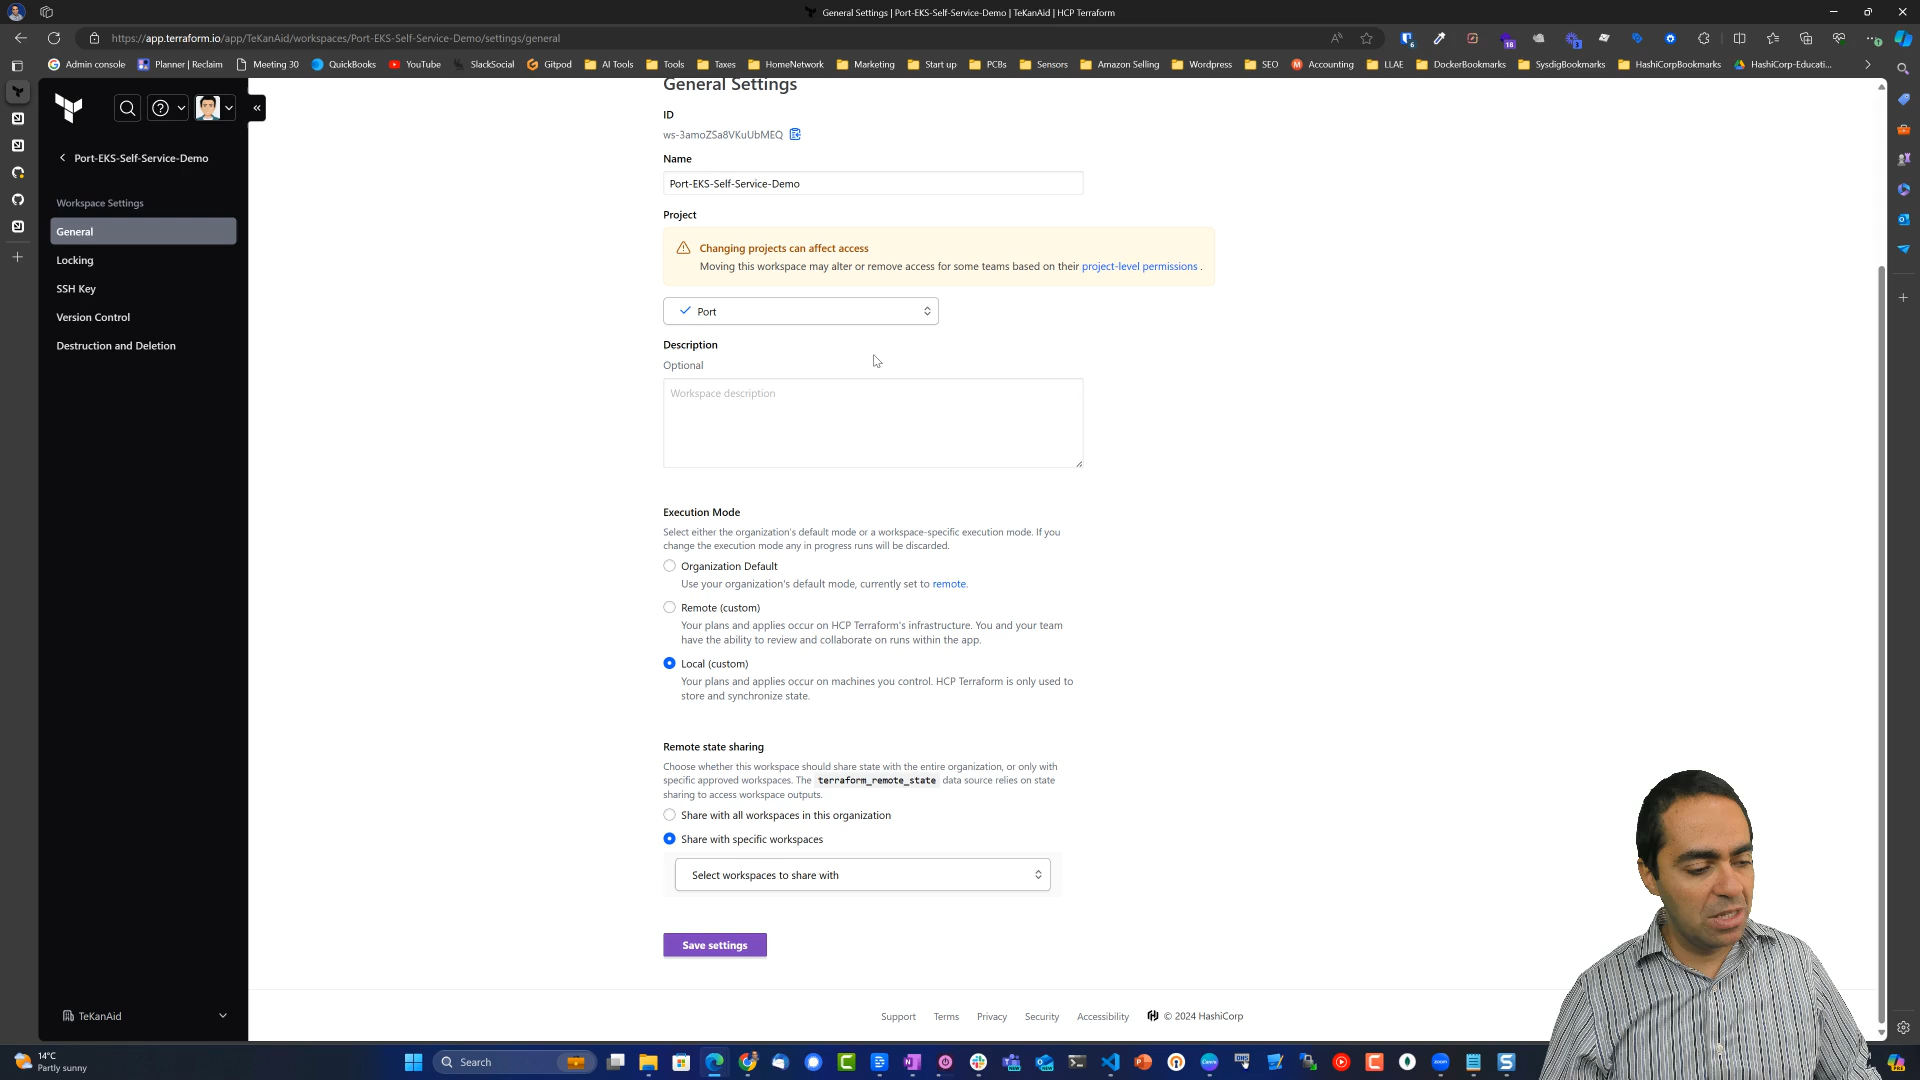 General Settings | Port-EKS-Self-Service-Demo | TeKanAid | HCP Terraform
https://app.terraform.io/app/TeKanAid/workspaces/Port-EKS-Self-Service-Demo/settings/general
Admin console
Planner | Reclaim
Meeting 30
QuickBooks
YouTube
SlackSocial
Gitpod
AI Tools
Tools
Taxes
HomeNetwork
Marketing
Start up
PCBs
Sensors
Amazon Selling
Wordpress
SEO
Accounting
LLAE
DockerBookmarks
SysdigBookmarks
HashiCorpBookmarks
HashiCorp-Educati...
Port-EKS-Self-Service-Demo
Workspace Settings
General
Locking
SSH Key
Version Control
Destruction and Deletion
TeKanAid
General Settings
ID
ws-3amoZSa8VKuUbMEQ
Name
Port-EKS-Self-Service-Demo
Project
Changing projects can affect access
Moving this workspace may alter or remove access for some teams based on their project-level permissions .
Port
Description
Optional
Workspace description
Execution Mode
Select either the organization's default mode or a workspace-specific execution mode. If you
change the execution mode any in progress runs will be discarded.
Organization Default
Use your organization's default mode, currently set to remote.
Remote (custom)
Your plans and applies occur on HCP Terraform's infrastructure. You and your team
have the ability to review and collaborate on runs within the app.
Local (custom)
Your plans and applies occur on machines you control. HCP Terraform is only used to
store and synchronize state.
Remote state sharing
Choose whether this workspace should share state with the entire organization, or only with
specific approved workspaces. The terraform_remote_state data source relies on state
sharing to access workspace outputs.
Share with all workspaces in this organization
Share with specific workspaces
Select workspaces to share with
Save settings
Support
Terms
Privacy
Security
Accessibility
© 2024 HashiCorp
14°C
Partly sunny
Search